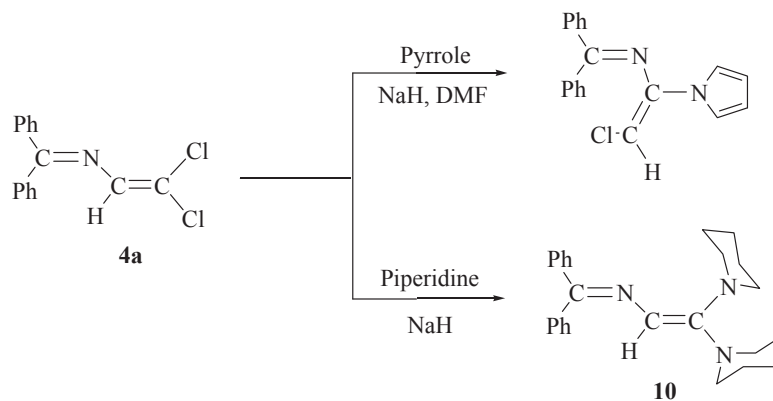 Ph
C=N
Ph
H
C=C
Cl
Cl
4a
Pyrrole
NaH, DMF
Ph
C=N
Ph
C-N
Cl-C
H
Piperidine
NaH
Ph
C=N
Ph
H
C=C
N
N
10